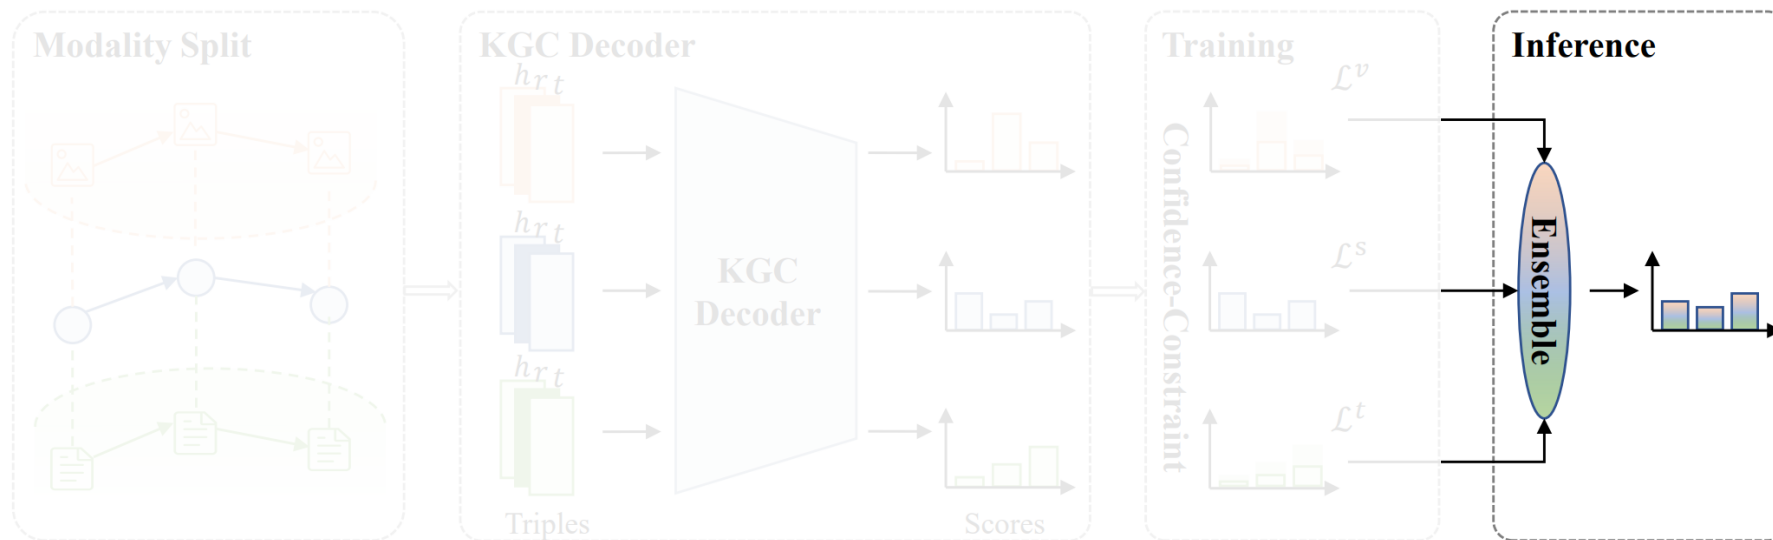 Modality Split
KGC Decoder
Training
Inference
h r t
h r t
h r t
KGC
Decoder
Triples
Scores
Confidence-Constraint
ℒ^v
ℒ^s
ℒ^t
Ensemble